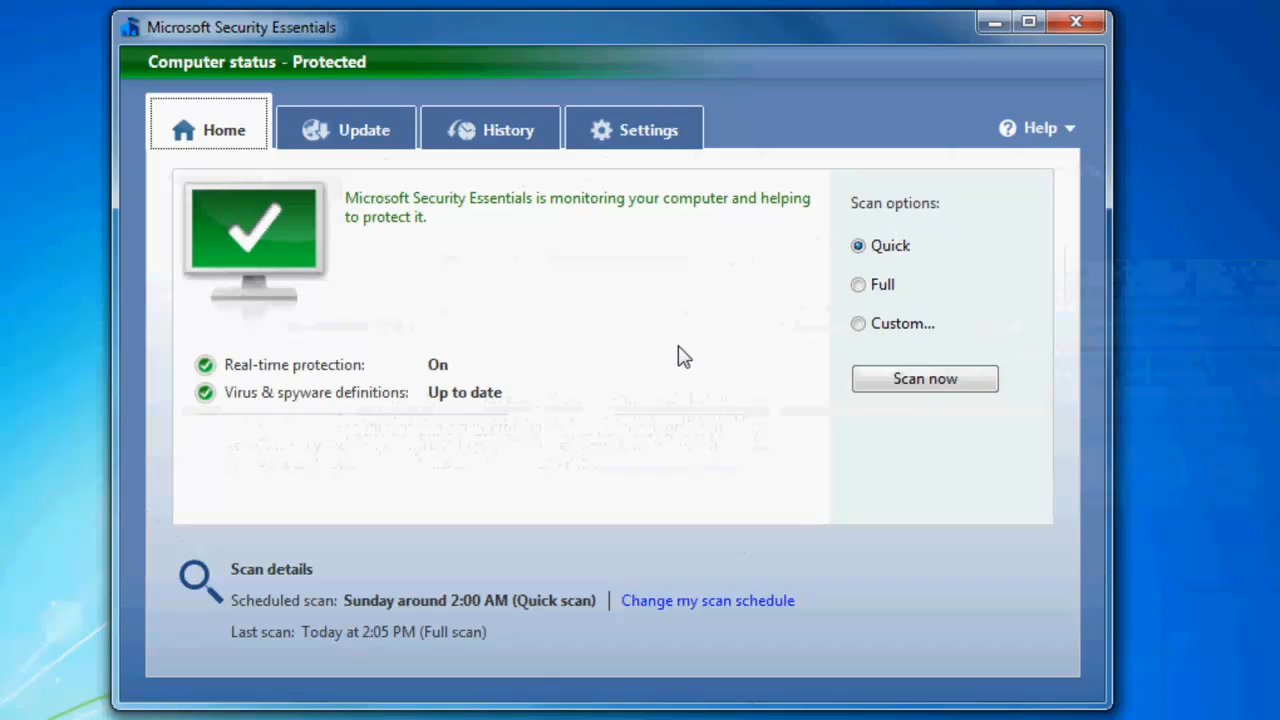 Microsoft Security Essentials
Computer status - Protected
Home
Update
History
Settings
Help
Microsoft Security Essentials is monitoring your computer and helping
to protect it.
Real-time protection: On
Virus & spyware definitions: Up to date
Scan options:
Quick
Full
Custom...
Scan now
Scan details
Scheduled scan: Sunday around 2:00 AM (Quick scan) | Change my scan schedule
Last scan: Today at 2:05 PM (Full scan)